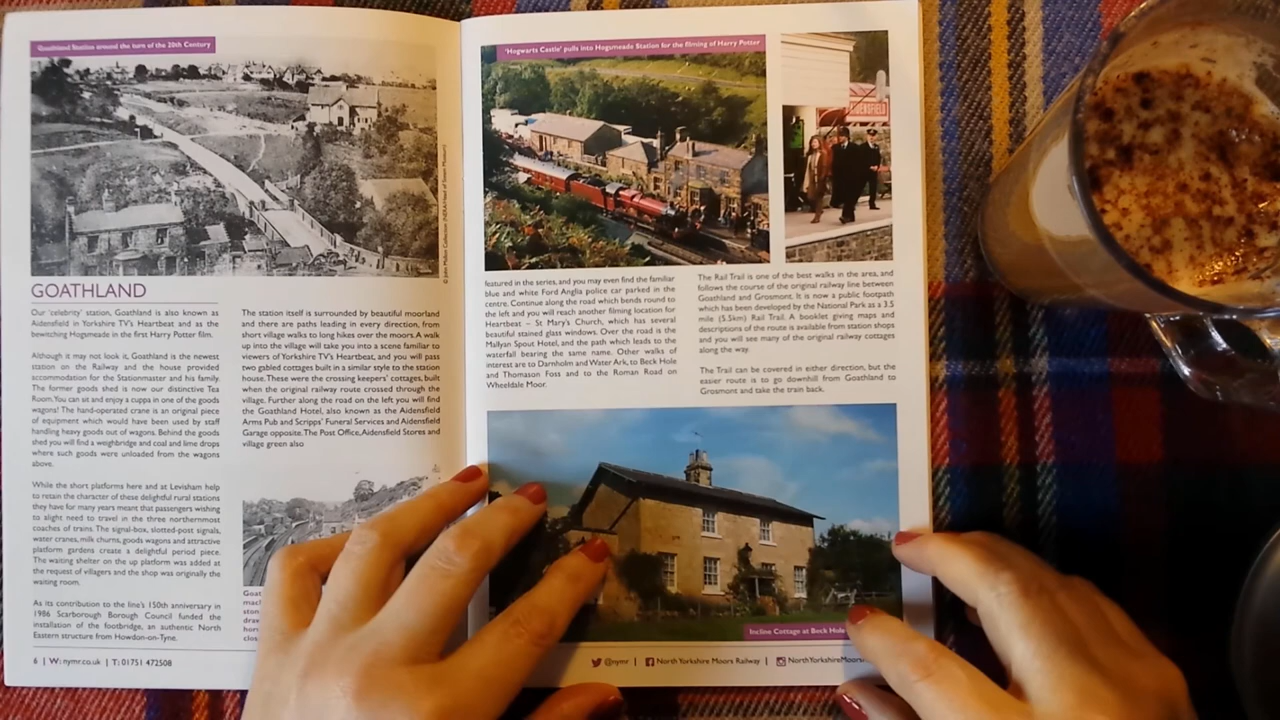 Goathland Station around the turn of the 20th Century
GOATHLAND
Our 'celebrity' station, Goathland is also known as
Aidensfield in Yorkshire TV's Heartbeat and as the
bewitching Hogsmeade in the first Harry Potter film.
Although it may not look it, Goathland is the newest
station on the Railway and the house provided
accommodation for the Stationmaster and his family.
The former goods shed is now our distinctive Tea
Room. You can sit and enjoy a cuppa in one of the goods
wagons! The hand-operated crane is an original piece
of equipment which would have been used by staff
handling heavy goods out of wagons. Behind the goods
shed you will find a weighbridge and coal and lime drops
where such goods were unloaded from the wagons
above.
While the short platforms here and at Levisham help
to retain the character of these delightful rural stations
they have for many years meant that passengers wishing
to alight need to travel in the three northernmost
coaches of trains. The signal-box, slotted-post signals,
water cranes, milk churns, goods wagons and attractive
platform gardens create a delightful period piece.
The waiting shelter on the up platform was added at
the request of villagers and the shop was originally the
waiting room.
As its contribution to the line's 150th anniversary in
1986 Scarborough Borough Council funded the
installation of the footbridge, an authentic North
Eastern structure from Howdon-on-Tyne.
The station itself is surrounded by beautiful moorland
and there are paths leading in every direction, from
short village walks to long hikes over the moors. A walk
up into the village will take you into a scene familiar to
viewers of Yorkshire TV's Heartbeat, and you will pass
two gabled cottages built in a similar style to the station
house. These were the crossing keepers' cottages, built
when the original railway route crossed through the
village. Further along the road on the left you will find
the Goathland Hotel, also known as the Aidensfield
Arms Pub and Scripps' Funeral Services and Aidensfield
Garage opposite. The Post Office, Aidensfield Stores and
village green also
6 | W: nymr.co.uk | T: 01751 472508
'Hogwarts Castle' pulls into Hogsmeade Station for the filming of Harry Potter
featured in the series, and you may even find the familiar
blue and white Ford Anglia police car parked in the
centre. Continue along the road which bends round to
the left and you will reach another filming location for
Heartbeat – St Mary's Church, which has several
beautiful stained glass windows. Over the road is the
Mallyan Spout Hotel, and the path which leads to the
waterfall bearing the same name. Other walks of
interest are to Darnholm and Water Ark, to Beck Hole
and Thomason Foss and to the Roman Road on
Wheeldale Moor.
The Rail Trail is one of the best walks in the area, and
follows the course of the original railway line between
Goathland and Grosmont. It is now a public footpath
which has been developed by the National Park as a 3.5
mile (5.5km) Rail Trail. A booklet giving maps and
descriptions of the route is available from station shops
and you will see many of the original railway cottages
along the way.
The Trail can be covered in either direction, but the
easier route is to go downhill from Goathland to
Grosmont and take the train back.
Incline Cottage at Beck Hole
@nymr | North Yorkshire Moors Railway | NorthYorkshireMoors